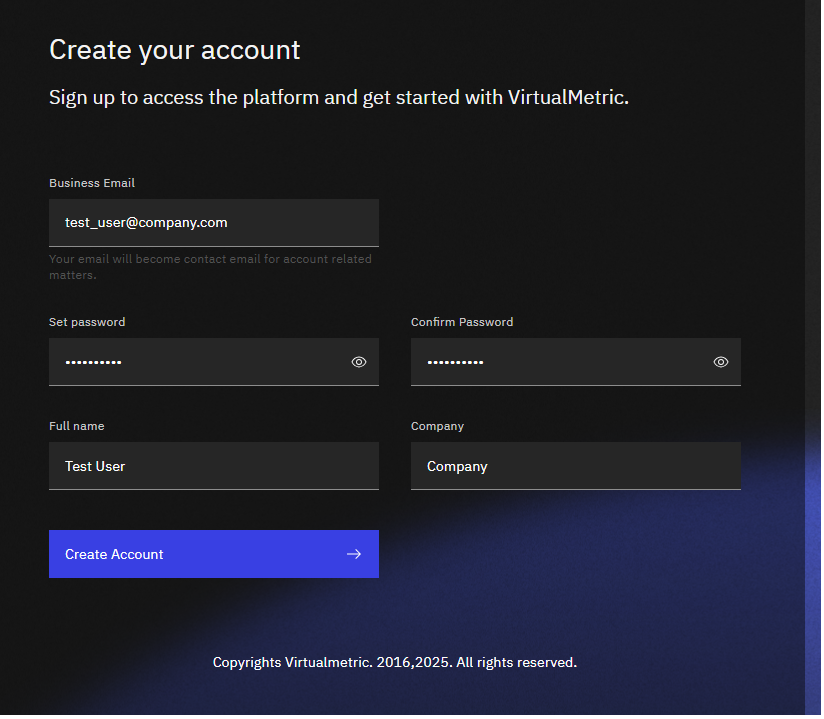 Create your account
Sign up to access the platform and get started with VirtualMetric.
Business Email
test_user@company.com
Your email will become contact email for account related
matters.
Set password
Confirm Password
••••••••••
••••••••••
Full name
Company
Test User
Company
Create Account
Copyrights Virtualmetric. 2016,2025. All rights reserved.